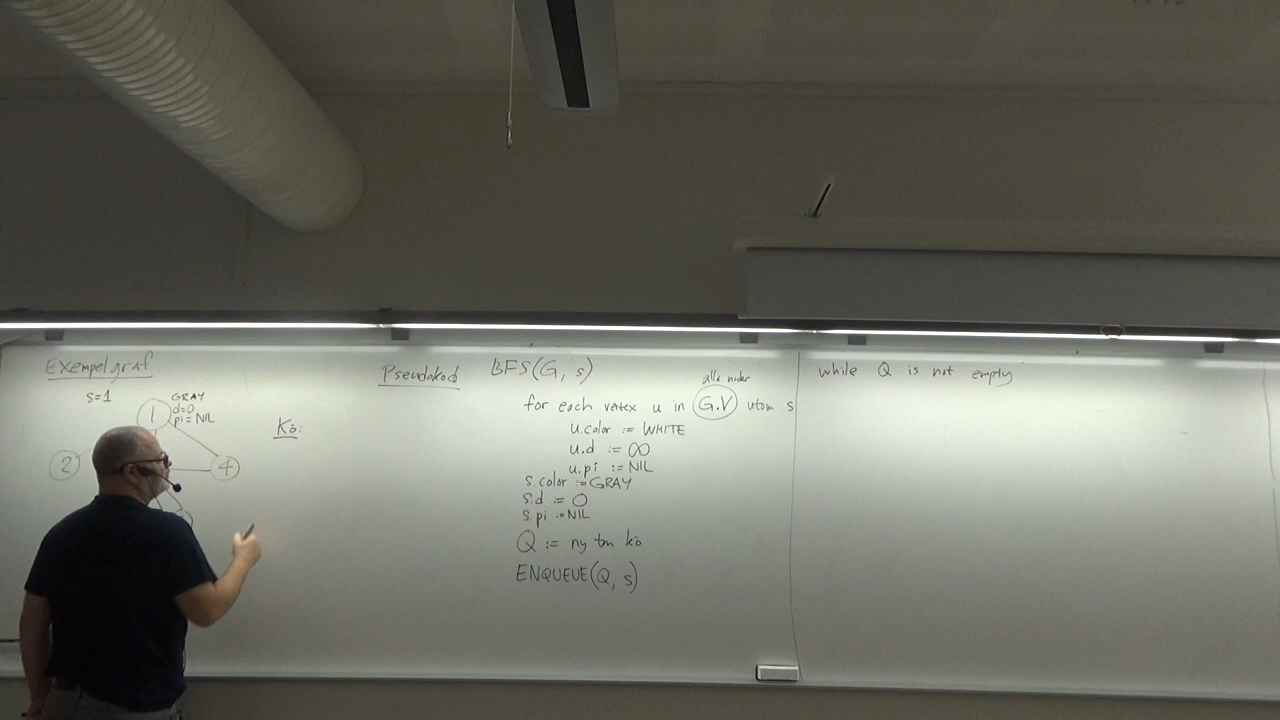 Exempelgraf
s=1
1
GRAY
d=0
pi=NIL
2
4
Kö:
Pseudokod
BFS(G, s)
alla noder
for each vertex u in G.V utom s
u.color := WHITE
u.d := ∞
u.pi := NIL
s.color := GRAY
s.d := 0
s.pi := NIL
Q := ny tom kö
ENQUEUE(Q, s)
while Q is not empty